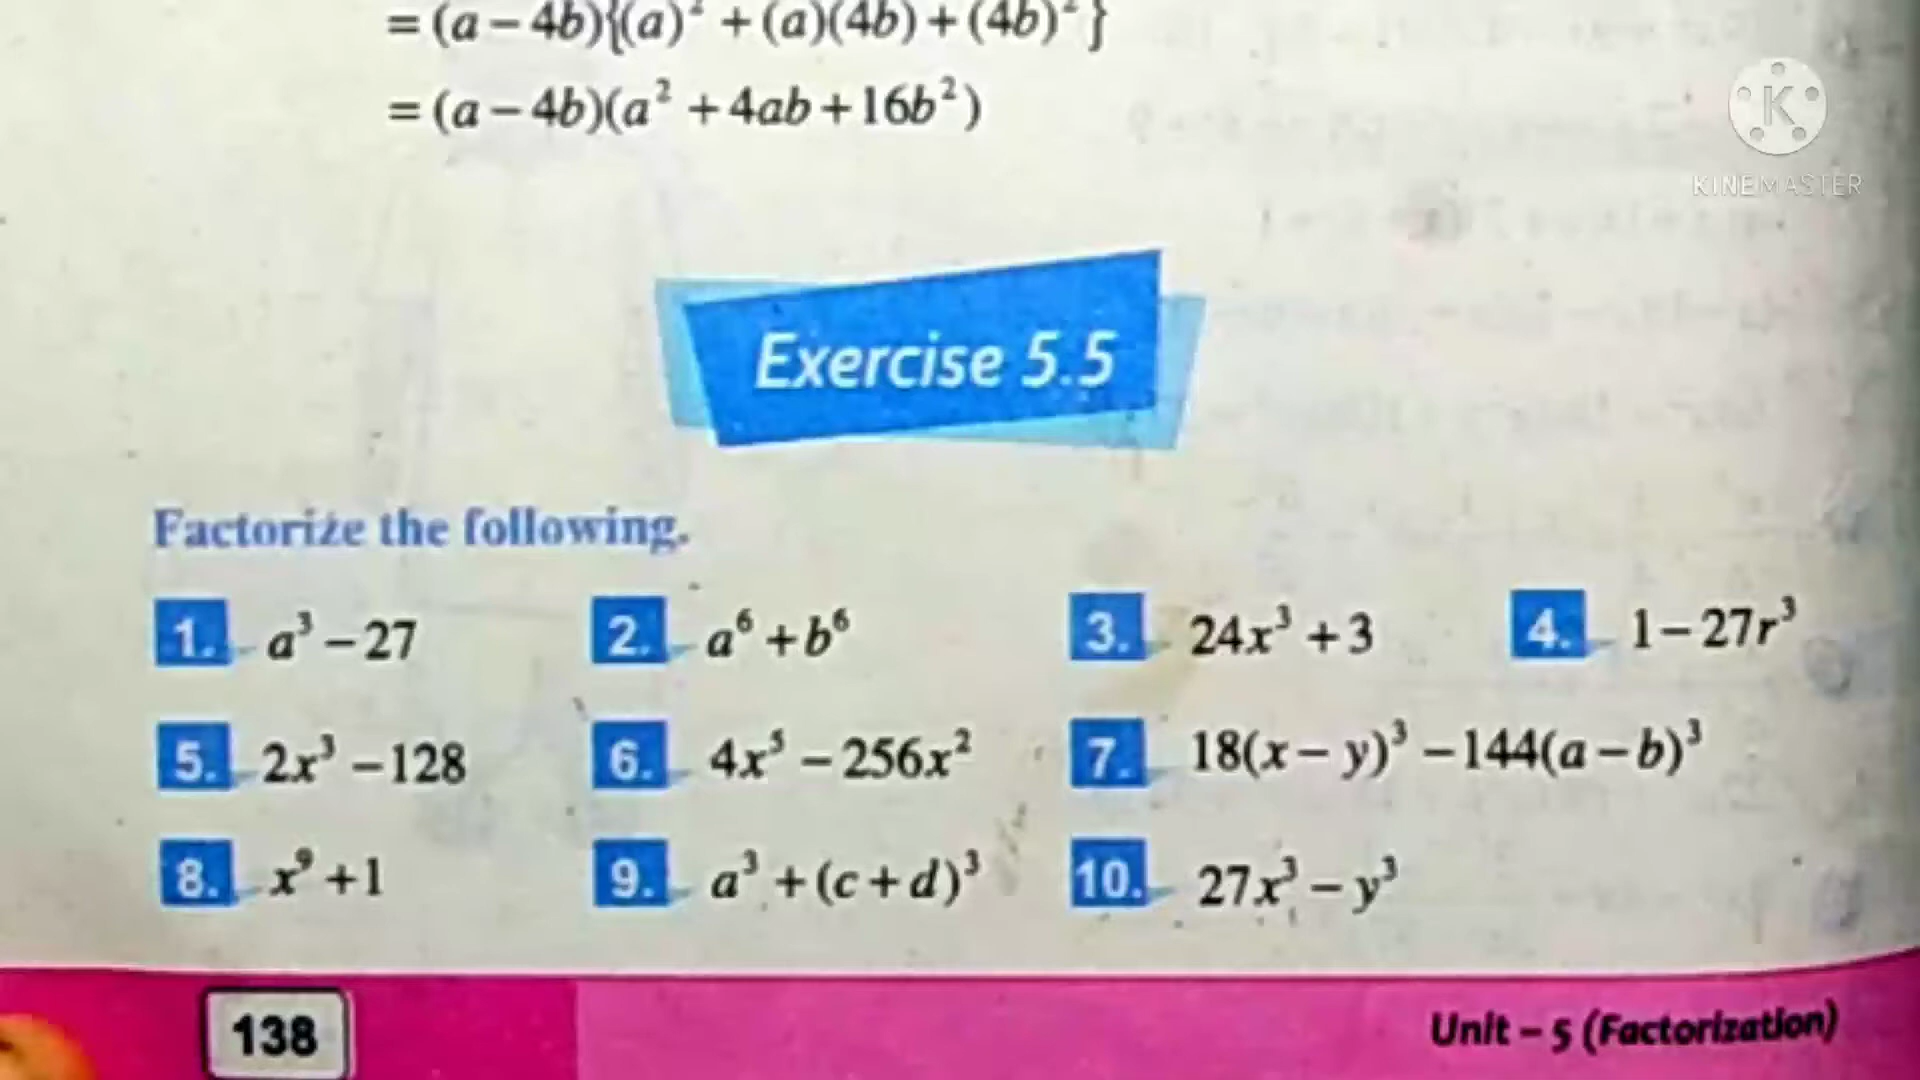 = (a − 4b){(a)² + (a)(4b) + (4b)²}
= (a − 4b)(a² + 4ab + 16b²)
KINEMASTER
Exercise 5.5
Factorize the following.
1. a³ − 27 2. a⁶ + b⁶ 3. 24x³ + 3 4. 1 − 27r³
5. 2x³ − 128 6. 4x⁵ − 256x² 7. 18(x − y)³ − 144(a − b)³
8. x⁹ + 1 9. a³ + (c + d)³ 10. 27x³ − y³
138 Unit – 5 (Factorization)